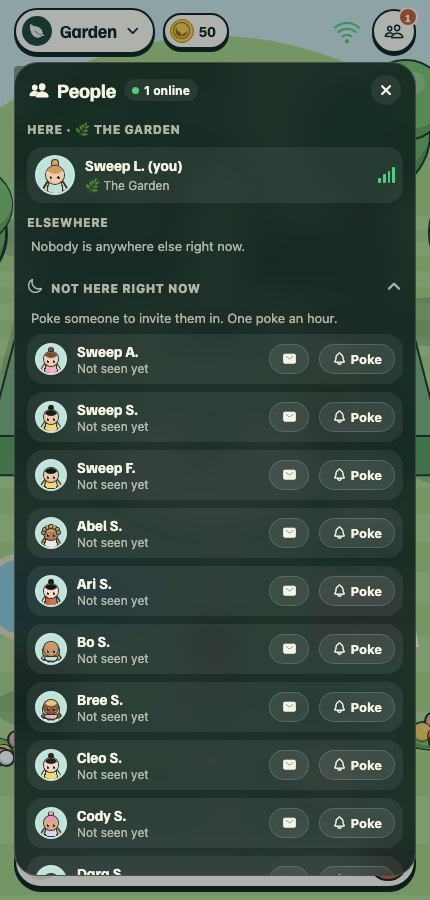 Garden
50
1
People
1 online
HERE · THE GARDEN
Sweep L. (you)
The Garden
ELSEWHERE
Nobody is anywhere else right now.
NOT HERE RIGHT NOW
Poke someone to invite them in. One poke an hour.
Sweep A.
Not seen yet
Poke
Sweep S.
Not seen yet
Poke
Sweep F.
Not seen yet
Poke
Abel S.
Not seen yet
Poke
Ari S.
Not seen yet
Poke
Bo S.
Not seen yet
Poke
Bree S.
Not seen yet
Poke
Cleo S.
Not seen yet
Poke
Cody S.
Not seen yet
Poke